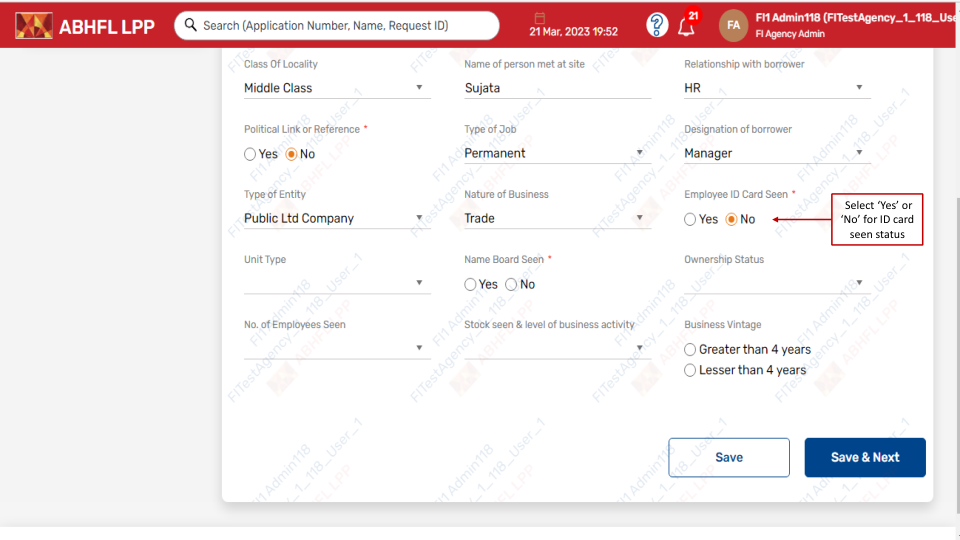 ABHFL LPP
Search (Application Number, Name, Request ID)
21 Mar, 2023 19:52
21
FA
FI1 Admin118 (FITestAgency_1_118_Use
FI Agency Admin
Class Of Locality
Name of person met at site
Relationship with borrower
Middle Class
Sujata
HR
Political Link or Reference *
Type of Job
Designation of borrower
Yes No
Permanent
Manager
Type of Entity
Nature of Business
Employee ID Card Seen *
Public Ltd Company
Trade
Yes No
Select ‘Yes’ or
‘No’ for ID card
seen status
Unit Type
Name Board Seen *
Ownership Status
Yes No
No. of Employees Seen
Stock seen & level of business activity
Business Vintage
Greater than 4 years
Lesser than 4 years
Save
Save & Next